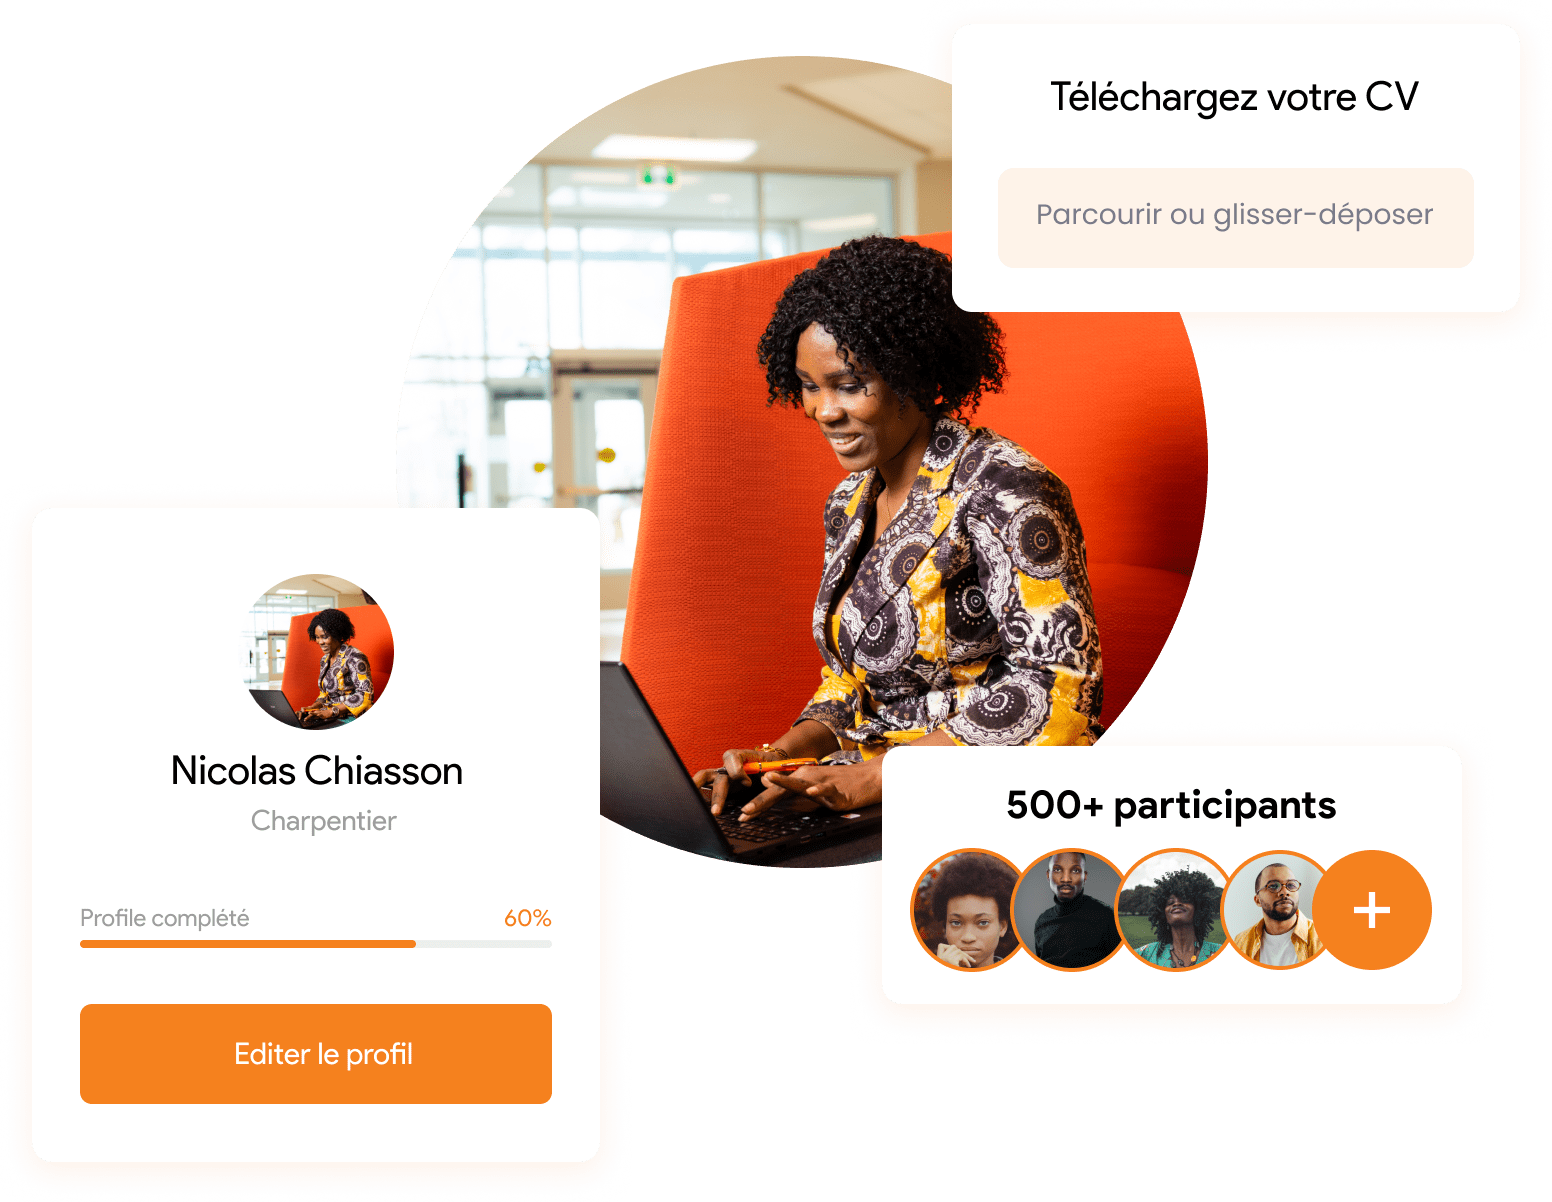 Téléchargez votre CV
Parcourir ou glisser-déposer
Nicolas Chiasson
Charpentier
Profile complété 60%
Editer le profil
500+ participants
+